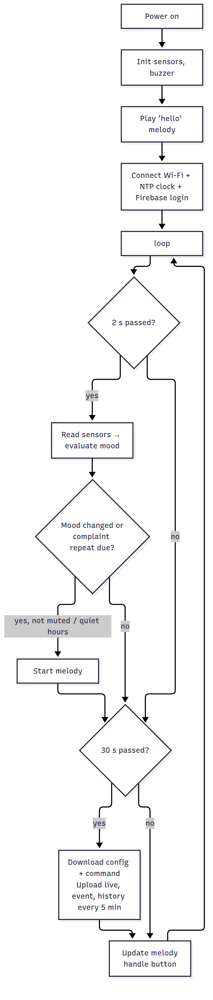 Power on
Init sensors,
buzzer
Play 'hello'
melody
Connect Wi-Fi +
NTP clock +
Firebase login
loop
2 s passed?
yes
Read sensors →
evaluate mood
Mood changed or
complaint
repeat due?
no
yes, not muted / quiet
hours
no
Start melody
30 s passed?
yes
no
Download config
+ command
Upload live,
event, history
every 5 min
Update melody
handle button